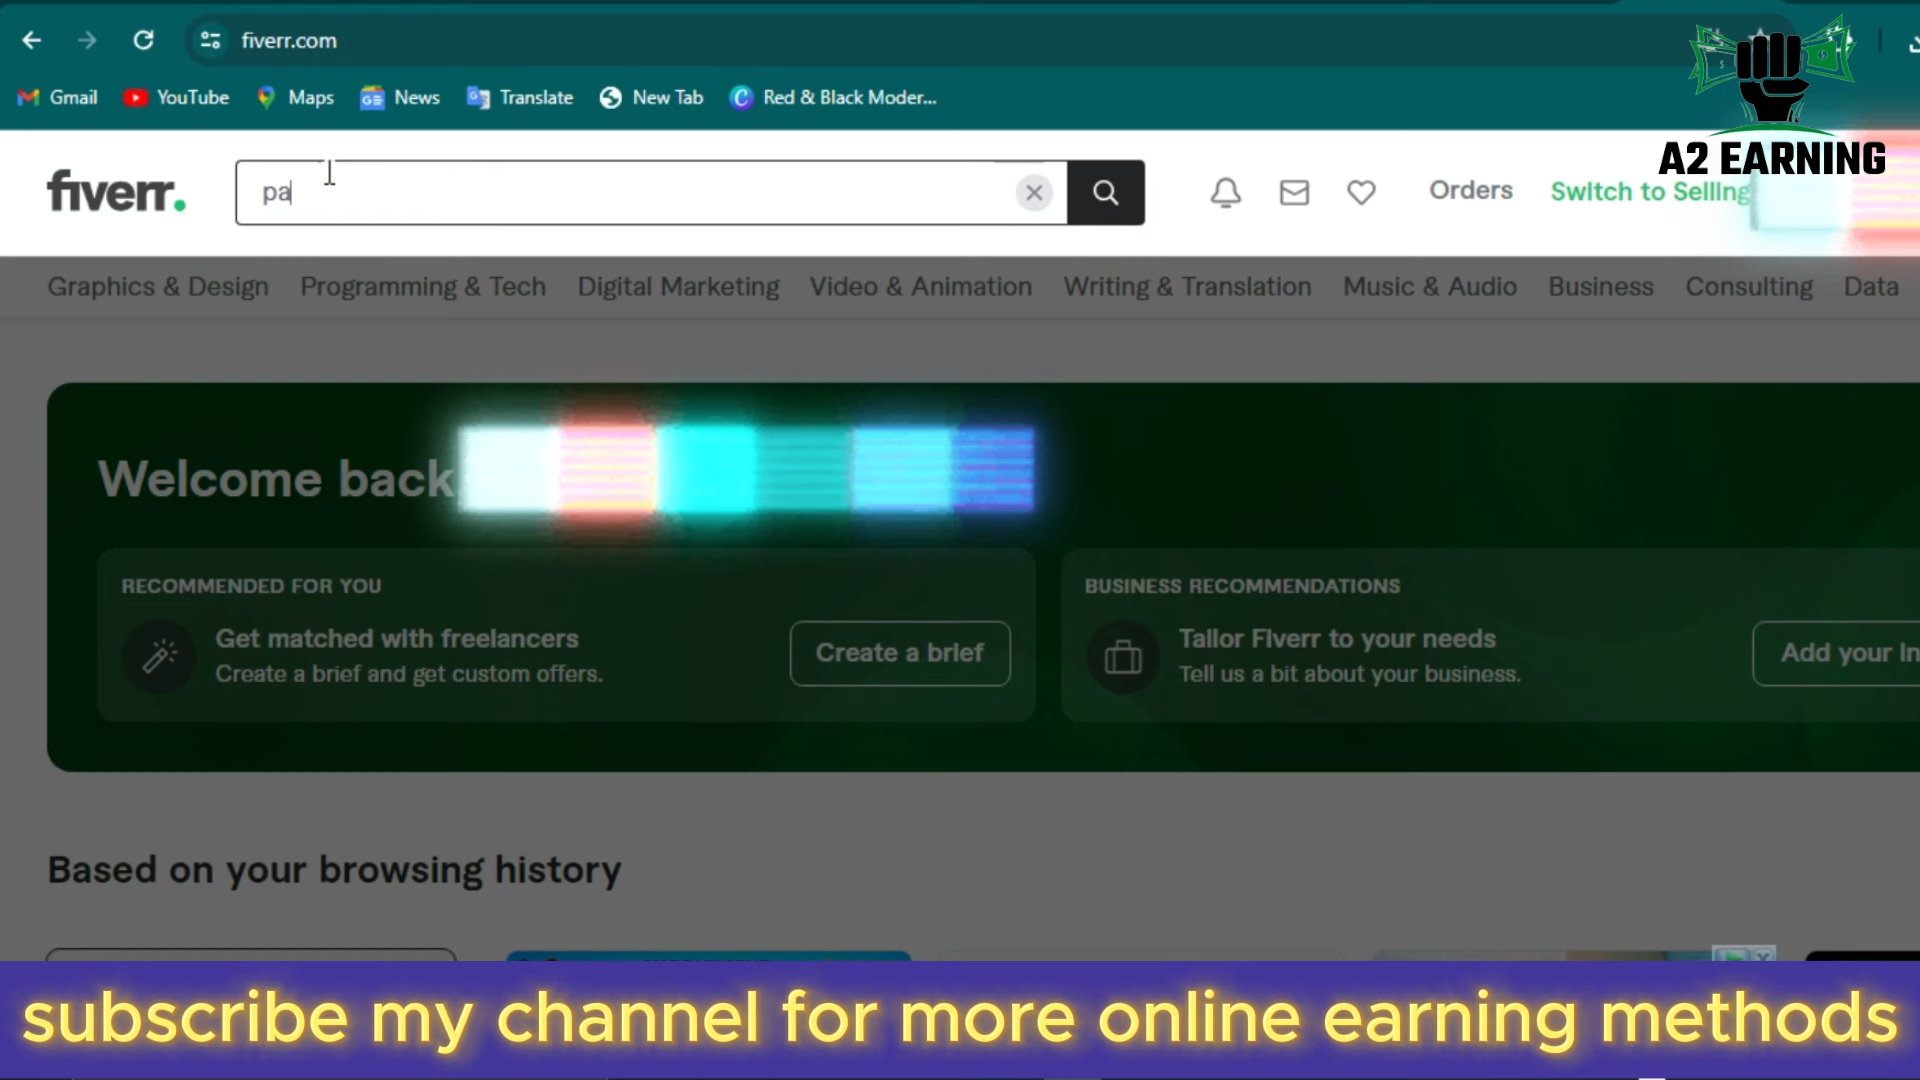 fiverr.com
Gmail YouTube Maps News Translate New Tab Red & Black Moder...
A2 EARNING
fiverr.
pa
Orders
Switch to Selling
Graphics & Design Programming & Tech Digital Marketing Video & Animation Writing & Translation Music & Audio Business Consulting Data
Welcome back
RECOMMENDED FOR YOU
Get matched with freelancers
Create a brief and get custom offers.
Create a brief
BUSINESS RECOMMENDATIONS
Tailor Fiverr to your needs
Tell us a bit about your business.
Add your In
Based on your browsing history
subscribe my channel for more online earning methods